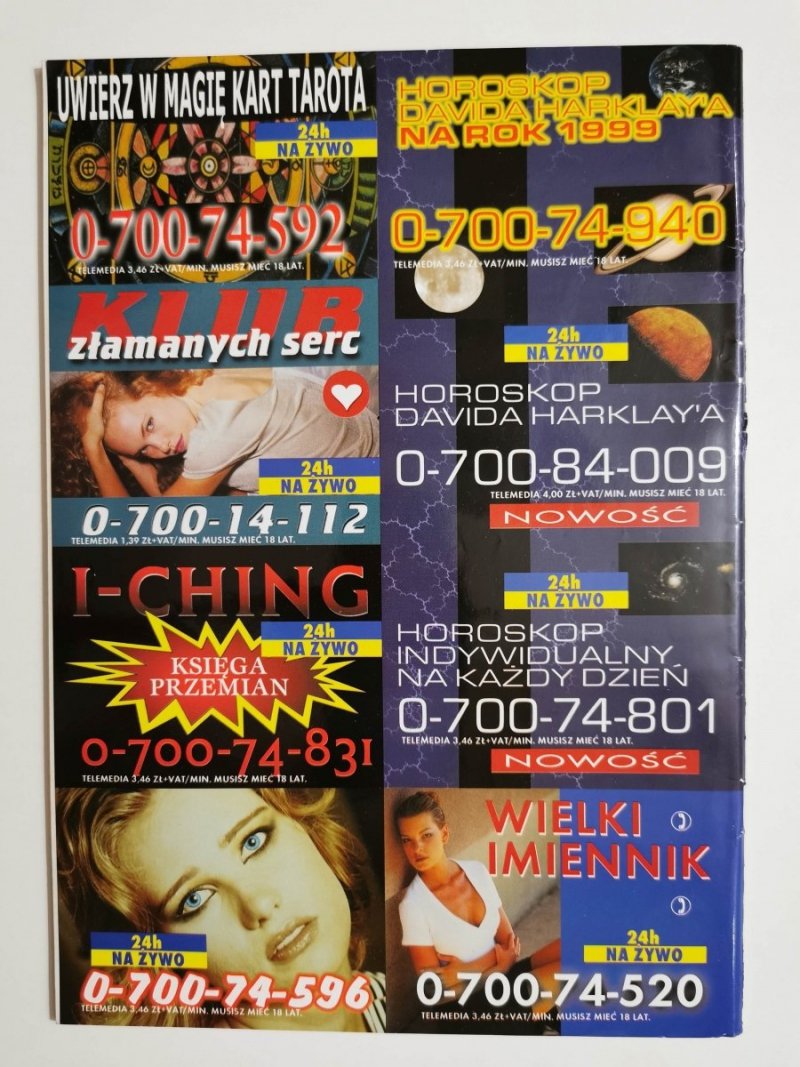 UWIERZ W MAGIĘ KART TAROTA
24h
NA ŻYWO
0-700-74-592
TELEMEDIA 3,46 ZŁ+VAT/MIN. MUSISZ MIEĆ 18 LAT.
KLUB
złamanych serc
24h
NA ŻYWO
0-700-14-112
TELEMEDIA 1,39 ZŁ+VAT/MIN. MUSISZ MIEĆ 18 LAT.
I-CHING
24h
NA ŻYWO
KSIĘGA
PRZEMIAN
0-700-74-831
TELEMEDIA 3,46 ZŁ+VAT/MIN. MUSISZ MIEĆ 18 LAT.
24h
NA ŻYWO
0-700-74-596
TELEMEDIA 3,46 ZŁ+VAT/MIN. MUSISZ MIEĆ 18 LAT.
HOROSKOP
DAVIDA HARKLAY'A
NA ROK 1999
0-700-74-940
TELEMEDIA 3,46 ZŁ+VAT/MIN. MUSISZ MIEĆ 18 LAT.
24h
NA ŻYWO
HOROSKOP
DAVIDA HARKLAY'A
0-700-84-009
TELEMEDIA 4,00 ZŁ+VAT/MIN. MUSISZ MIEĆ 18 LAT.
NOWOŚĆ
24h
NA ŻYWO
HOROSKOP
INDYWIDUALNY
NA KAŻDY DZIEŃ
0-700-74-801
TELEMEDIA 3,46 ZŁ+VAT/MIN. MUSISZ MIEĆ 18 LAT.
NOWOŚĆ
WIELKI
IMIENNIK
24h
NA ŻYWO
0-700-74-520
TELEMEDIA 3,46 ZŁ+VAT/MIN. MUSISZ MIEĆ 18 LAT.